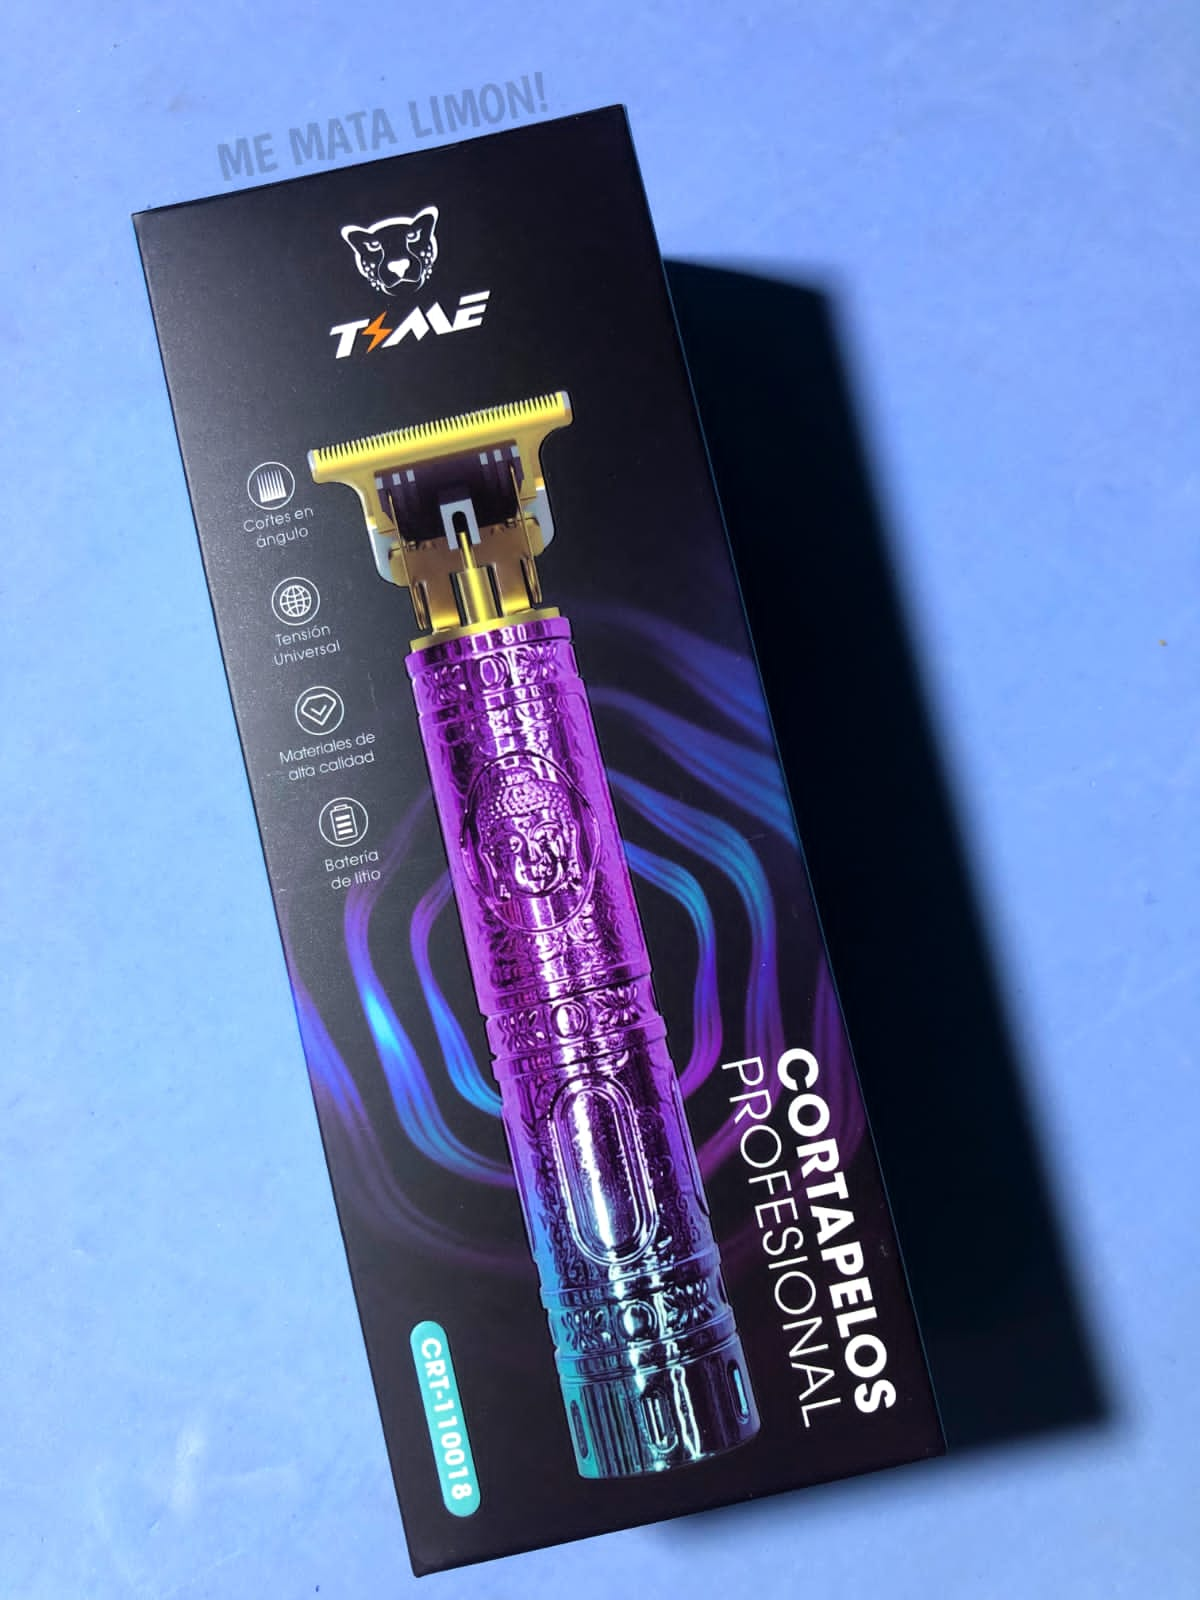 ME MATA LIMON!
TIME
Cortes en
ángulo
Tensión
Universal
Materiales de
alta calidad
Batería
de litio
CORTAPELOS
PROFESIONAL
CRT-110018